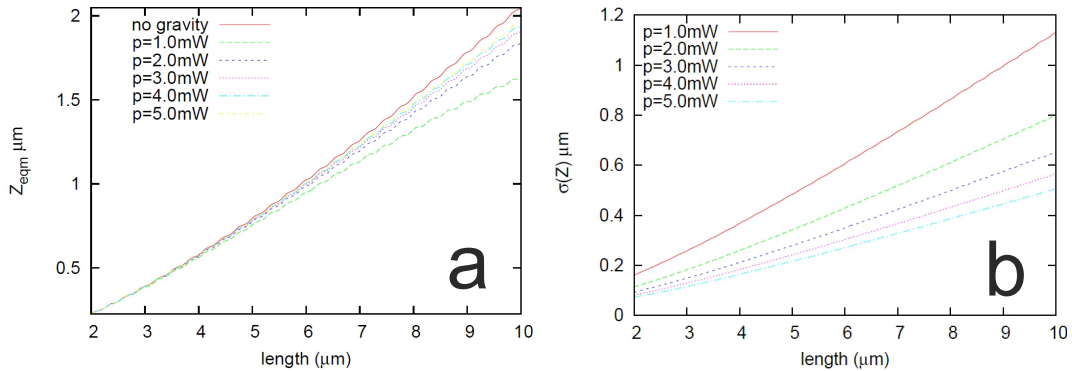 no gravity
p=1.0mW
p=2.0mW
p=3.0mW
p=4.0mW
p=5.0mW
2
1.5
1
0.5
Zeqm μm
2 3 4 5 6 7 8 9 10
length (μm)
a
p=1.0mW
p=2.0mW
p=3.0mW
p=4.0mW
p=5.0mW
1.2
1
0.8
0.6
0.4
0.2
0
σ(Z) μm
2 3 4 5 6 7 8 9 10
length (μm)
b